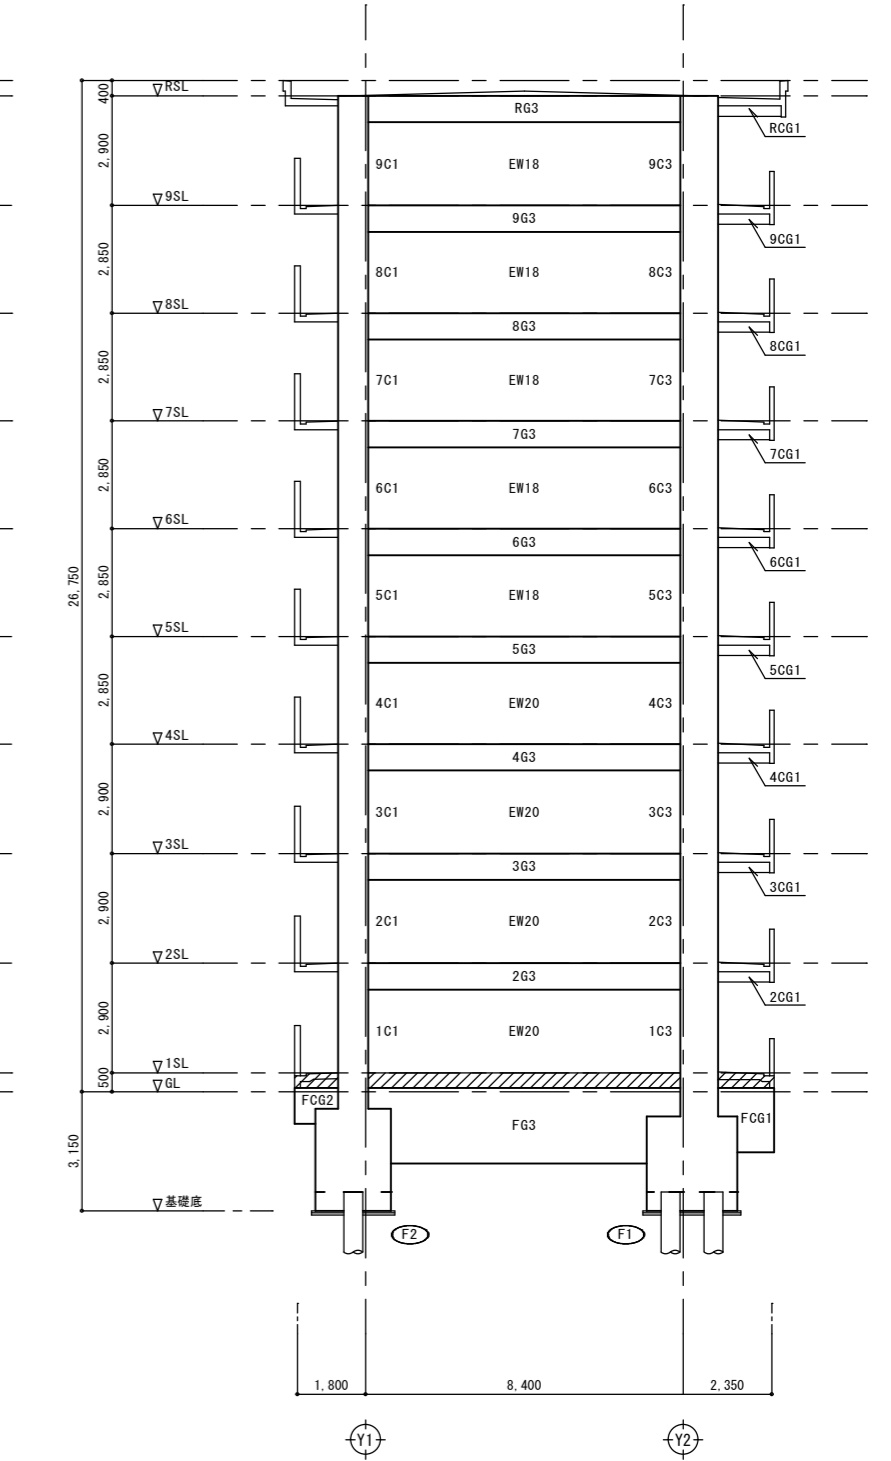 400
RSL
RG3
RCG1
2,900
9C1 EW18 9C3
9SL
9G3
9CG1
2,850
8C1 EW18 8C3
8SL
8G3
8CG1
2,850
7C1 EW18 7C3
7SL
7G3
7CG1
2,850
6C1 EW18 6C3
6SL
6G3
6CG1
26,750
2,850
5C1 EW18 5C3
5SL
5G3
5CG1
2,850
4C1 EW20 4C3
4SL
4G3
4CG1
2,900
3C1 EW20 3C3
3SL
3G3
3CG1
2,900
2C1 EW20 2C3
2SL
2G3
2CG1
2,900
1C1 EW20 1C3
1SL
500
GL
FCG2
FG3
FCG1
3,150
基礎底
F2 F1
1,800 8,400 2,350
Y1 Y2